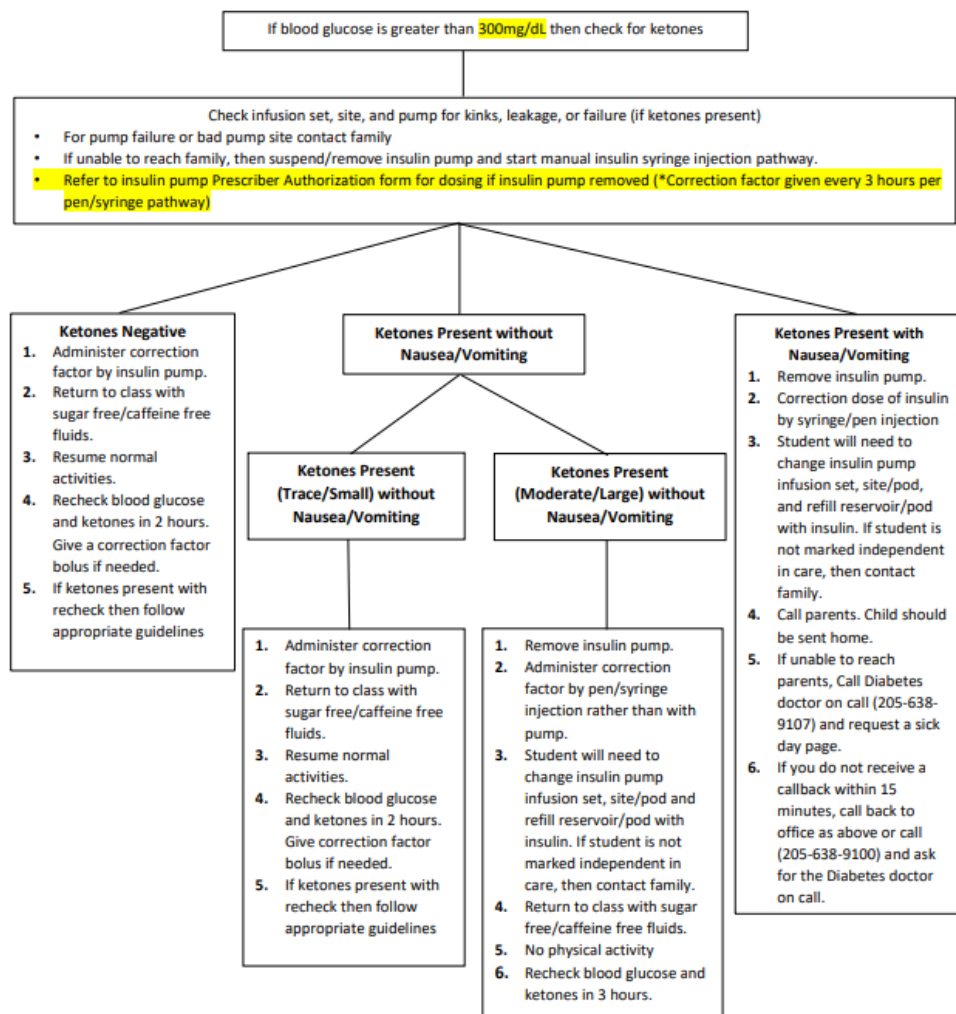 If blood glucose is greater than 300mg/dL then check for ketones
Check infusion set, site, and pump for kinks, leakage, or failure (if ketones present)
• For pump failure or bad pump site contact family
• If unable to reach family, then suspend/remove insulin pump and start manual insulin syringe injection pathway.
• Refer to insulin pump Prescriber Authorization form for dosing if insulin pump removed (*Correction factor given every 3 hours per
pen/syringe pathway)
Ketones Negative
1. Administer correction
factor by insulin pump.
2. Return to class with
sugar free/caffeine free
fluids.
3. Resume normal
activities.
4. Recheck blood glucose
and ketones in 2 hours.
Give a correction factor
bolus if needed.
5. If ketones present with
recheck then follow
appropriate guidelines
Ketones Present without
Nausea/Vomiting
Ketones Present
(Trace/Small) without
Nausea/Vomiting
1. Administer correction
factor by insulin pump.
2. Return to class with
sugar free/caffeine free
fluids.
3. Resume normal
activities.
4. Recheck blood glucose
and ketones in 2 hours.
Give correction factor
bolus if needed.
5. If ketones present with
recheck then follow
appropriate guidelines
Ketones Present
(Moderate/Large) without
Nausea/Vomiting
1. Remove insulin pump.
2. Administer correction
factor by pen/syringe
injection rather than with
pump.
3. Student will need to
change insulin pump
infusion set, site/pod and
refill reservoir/pod with
insulin. If student is not
marked independent in
care, then contact family.
4. Return to class with sugar
free/caffeine free fluids.
5. No physical activity
6. Recheck blood glucose and
ketones in 3 hours.
Ketones Present with
Nausea/Vomiting
1. Remove insulin pump.
2. Correction dose of insulin
by syringe/pen injection
3. Student will need to
change insulin pump
infusion set, site/pod,
and refill reservoir/pod
with insulin. If student is
not marked independent
in care, then contact
family.
4. Call parents. Child should
be sent home.
5. If unable to reach
parents, Call Diabetes
doctor on call (205-638-
9107) and request a sick
day page.
6. If you do not receive a
callback within 15
minutes, call back to
office as above or call
(205-638-9100) and ask
for the Diabetes doctor
on call.